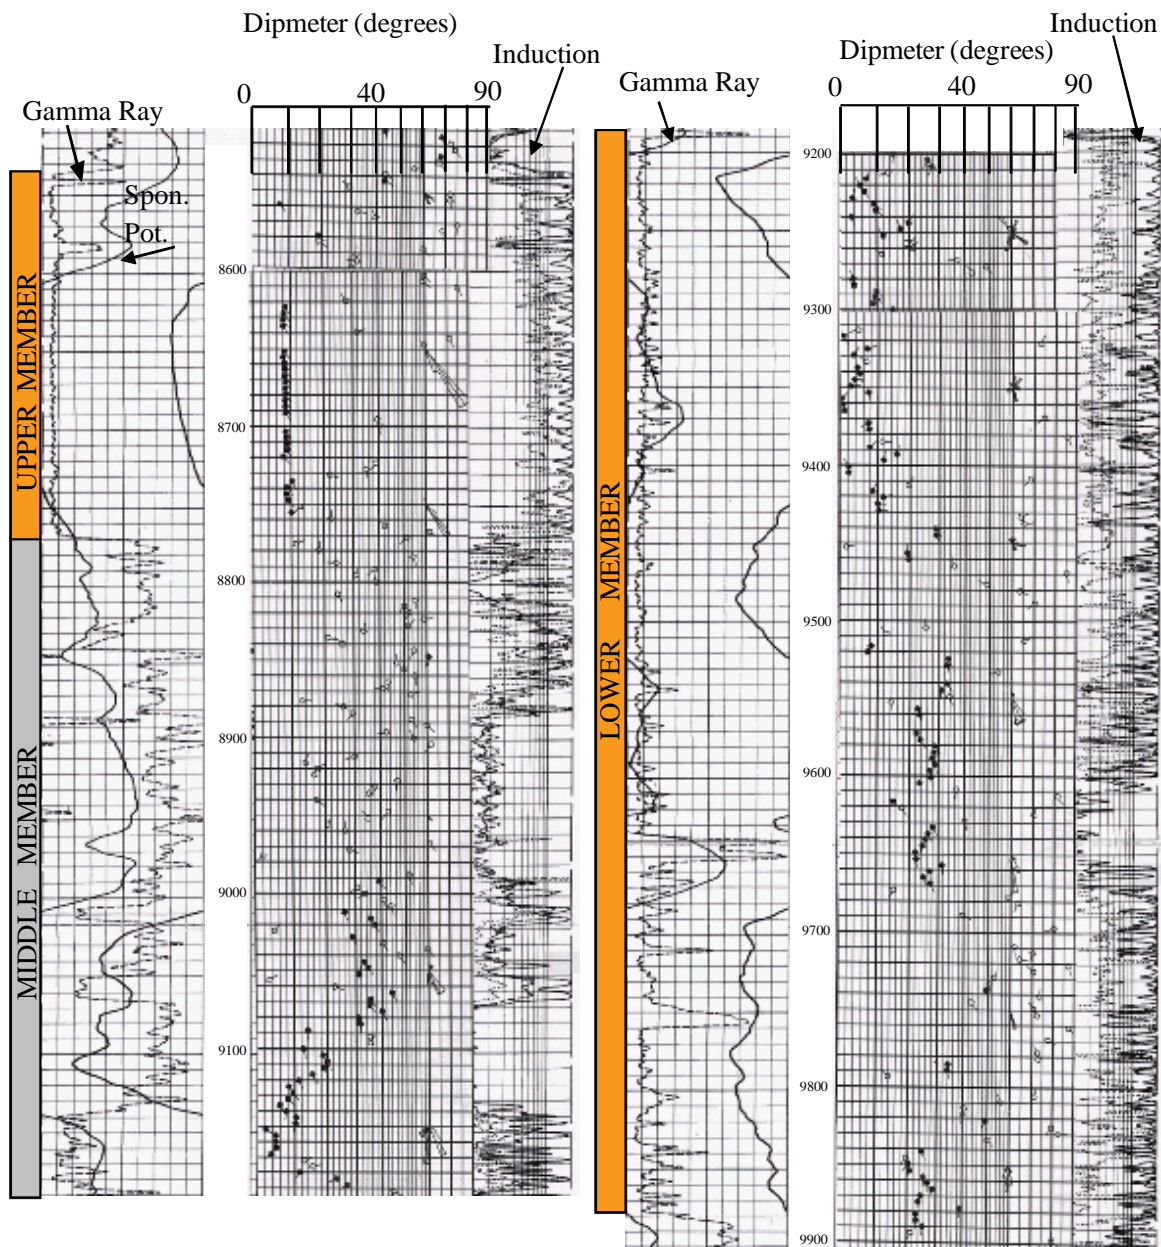 Dipmeter (degrees)
Induction
Gamma Ray
0 40 90
Spon.
Pot.
UPPER MEMBER
MIDDLE MEMBER
8600
8700
8800
8900
9000
9100
Induction
Dipmeter (degrees)
Gamma Ray
0 40 90
LOWER MEMBER
9200
9300
9400
9500
9600
9700
9800
9900